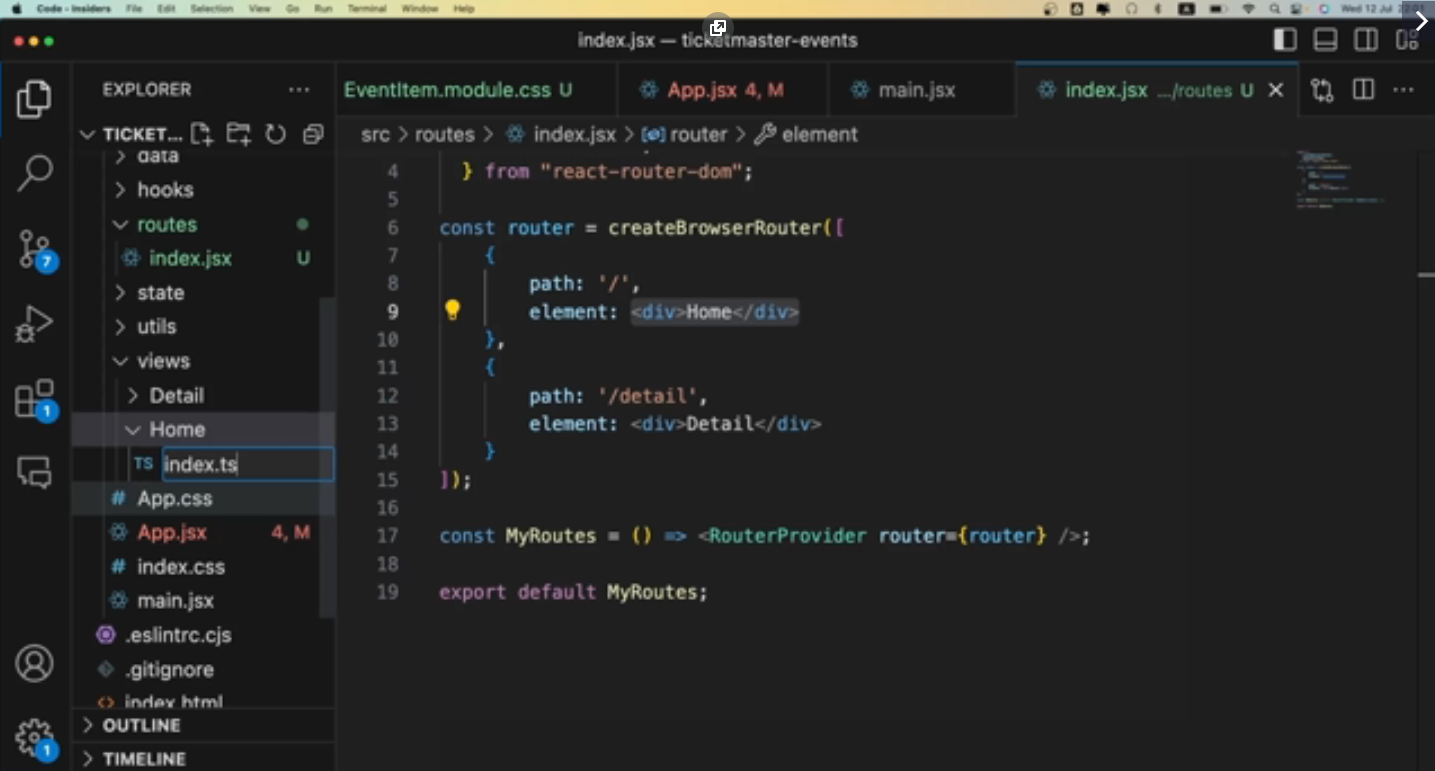 Code - Insiders File Edit Selection View Go Run Terminal Window Help
Wed 12 Jul
index.jsx — ticketmaster-events
EXPLORER
EventItem.module.css U
App.jsx 4, M
main.jsx
index.jsx .../routes U
TICKET...
src > routes > index.jsx > router > element
data
hooks
routes
index.jsx U
state
utils
views
Detail
Home
TS index.ts
# App.css
App.jsx 4, M
# index.css
main.jsx
.eslintrc.cjs
.gitignore
index.html
OUTLINE
TIMELINE
7
1
1
4 } from "react-router-dom";
5
6 const router = createBrowserRouter([
7 {
8 path: '/',
9 element: <div>Home</div>
10 },
11 {
12 path: '/detail',
13 element: <div>Detail</div>
14 }
15 ]);
16
17 const MyRoutes = () => <RouterProvider router={router} />;
18
19 export default MyRoutes;